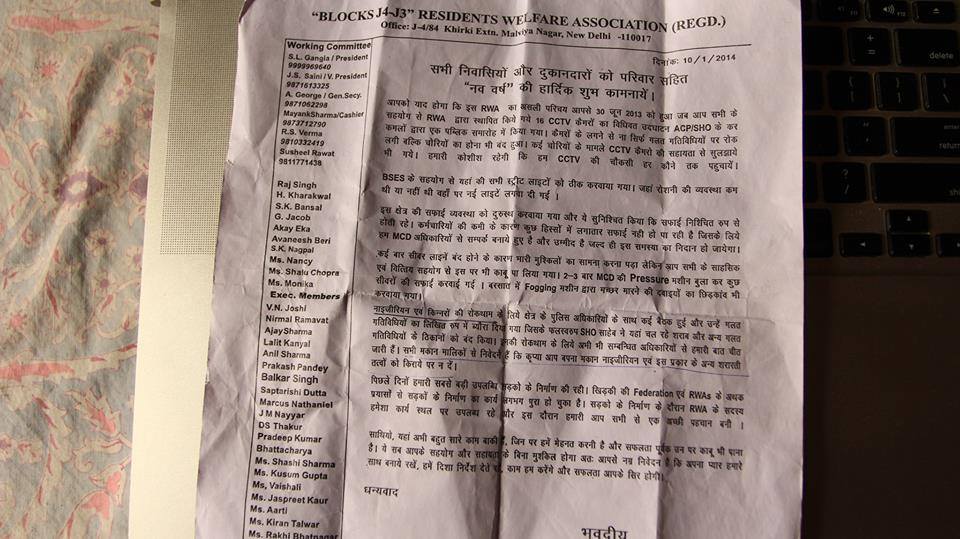 "BLOCKS J4-J3" RESIDENTS WELFARE ASSOCIATION (REGD.)
Office: J-4/84 Khirki Extn. Malviya Nagar, New Delhi -110017
Working Committee
S.L. Gangia / President
9999969640
J.S. Saini / V. President
9871613325
A. George / Gen.Secy.
9871062298
MayankSharma/Cashier
9873712790
R.S. Verma
9810332419
Susheel Rawat
9811771438
Raj Singh
H. Kharakwal
S.K. Bansal
G. Jacob
Akay Eka
Avaneesh Beri
S.K. Nagpal
Ms. Nancy
Ms. Shalu Chopra
Ms. Monika
Exec. Members
V.N. Joshi
Nirmal Ramavat
AjaySharma
Lalit Kanyal
Anil Sharma
Prakash Pandey
Balkar Singh
Saptarishi Dutta
Marcus Nathaniel
J M Nayyar
DS Thakur
Pradeep Kumar
Bhattacharya
Ms. Shashi Sharma
Ms. Kusum Gupta
Ms, Vaishali
Ms. Jaspreet Kaur
Ms. Aarti
Ms. Kiran Talwar
Ms. Rakhi Bhatnagar
दिनांक: 10/1/2014
सभी निवासियों और दुकानदारों को परिवार सहित
"नव वर्ष" की हार्दिक शुभ कामनायें।
आपको याद होगा कि इस RWA का असली परिचय आपसे 30 जून 2013 को हुआ जब आप सभी के
सहयोग से RWA द्वारा स्थापित किये गये 16 CCTV कैमरों का विधिवत उदघाटन ACP/SHO के कर
कमलों द्वारा एक पब्लिक समारोह में किया गया। कैमरों के लगने से ना सिर्फ गलत गतिविधियों पर रोक
लगी बल्कि चोरियों का होना भी बंद हुआ। कई चोरियों के मामले CCTV कैमरो की सहायता से सुलझाये
भी गये। हमारी कोशीश रहेगी कि हम CCTV की चौकसी हर कौने तक पहुचायें।
BSES के सहयोग से यहां की सभी स्ट्रीट लाइटों को ठीक करवाया गया। जहां रोशनी की व्यवस्था कम
थी या नहीं थी वहाँ पर नई लाइटें लगवा दी गई ।
इस क्षेत्र की सफाई व्यवस्था को दुरुस्थ करवाया गया और ये सुनिश्चित किया कि सफाई निश्चित रुप से
होती रहे। कर्मचारियों की कमी के कारण कुछ हिस्सों में लगातार सफाई नही हो पा रही है जिसके लिये
हम MCD अधिकारियों से सम्पर्क बनाये हुए है और उम्मीद है जल्द ही इस समस्या का निदान हो जायेगा।
कई बार सीवर लाइनें बंद होने के कारण भारी मुश्किलों का सामना करना पड़ा लेकिन आप सभी के साहसिक
एवं वित्तिय सहयोग से इस पर भी काबू पा लिया गया। 2-3 बार MCD की Pressure मशीन बुला कर कुछ
सीवरों की सफाई करवाई गई । बरसातों में Fogging मशीन द्वारा मच्छर मारने की दवाइयों का छिड़कांव भी
करवाया गया।
नाइजीरियन एवं किन्नरों की रोकथाम के लिये क्षेत्र के पुलिस अधिकारियों के साथ कई बैठक हुई और उन्हें गलत
गतिविधियों का लिखित रुप में ब्यौरा दिया गया जिसके फलस्वरुप SHO साहेब ने यहां चल रहे शराब और अन्य गलत
गतिविधियों के ठिकानों को बंद किया। इनकी रोकथाम के लिये अभी भी सम्बन्धित अधिकारियों से हमारी बात चीत
जारी हैं। सभी मकान मालिकों से निवेदन हैं कि कृप्या आप अपना मकान नाइजीरियन एवं इस प्रकार के अन्य शरारती
तत्वों को किराये पर न दें।
पिछले दिनों हमारी सबसे बड़ी उपलब्धि सड़को के निर्माण की रही। खिड़की की Federation एवं RWAs के अथक
प्रयासों से सड़कों के निर्माण का कार्य लगभग पुरा हो चुका है। सड़को के निर्माण के दौरान RWA के सदस्य
हमेशा कार्य स्थल पर उपलब्ध रहे और इस दौरान हमारी आप सभी से एक अच्छी पहचान बनी ।
साथियों, यहां अभी बहुत सारे काम बाकी हैं, जिन पर हमें मेहनत करनी है और सफलता पूर्वक उन पर काबू भी पाना
है। ये सब आपके सहयोग और सहायता के बिना मुश्किल होगा अतः आपसे नम्र निवेदन है कि अपना प्यार हमारे
साथ बनाये रखें, हमें दिशा निर्देश देते रहें, काम हम करेंगे और सफलता आपके सिर होगी।
धन्यवाद
भवदीय
delete
enter
return
shift